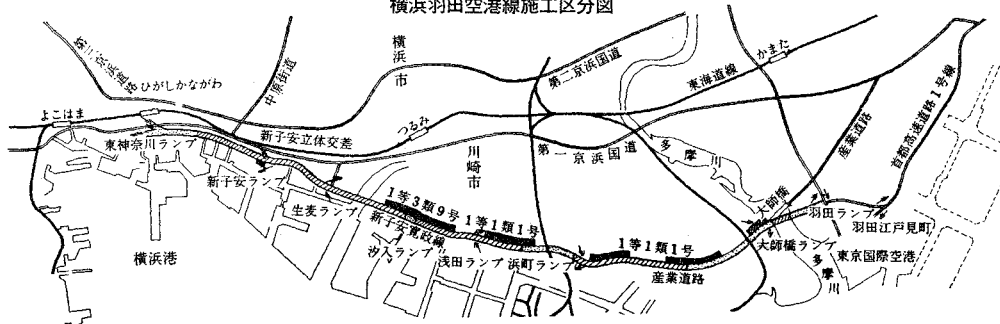 横浜羽田空港線施工区分図
第三京浜道路
ひがしかながわ
中原街道
横浜市
第二京浜国道
かまた
東海道線
産業道路
首都高速道路1号線
よこはま
新子安立体交差
つるみ
第一京浜国道
多摩川
東神奈川ランプ
川崎市
新子安ランプ
大師橋
羽田ランプ
生麦ランプ
1等3類9号
1等1類1号
羽田江戸見町
新子安寛政線
1等1類1号
大師橋ランプ
横浜港
汐入ランプ
浅田ランプ
浜町ランプ
産業道路
多摩川
東京国際空港